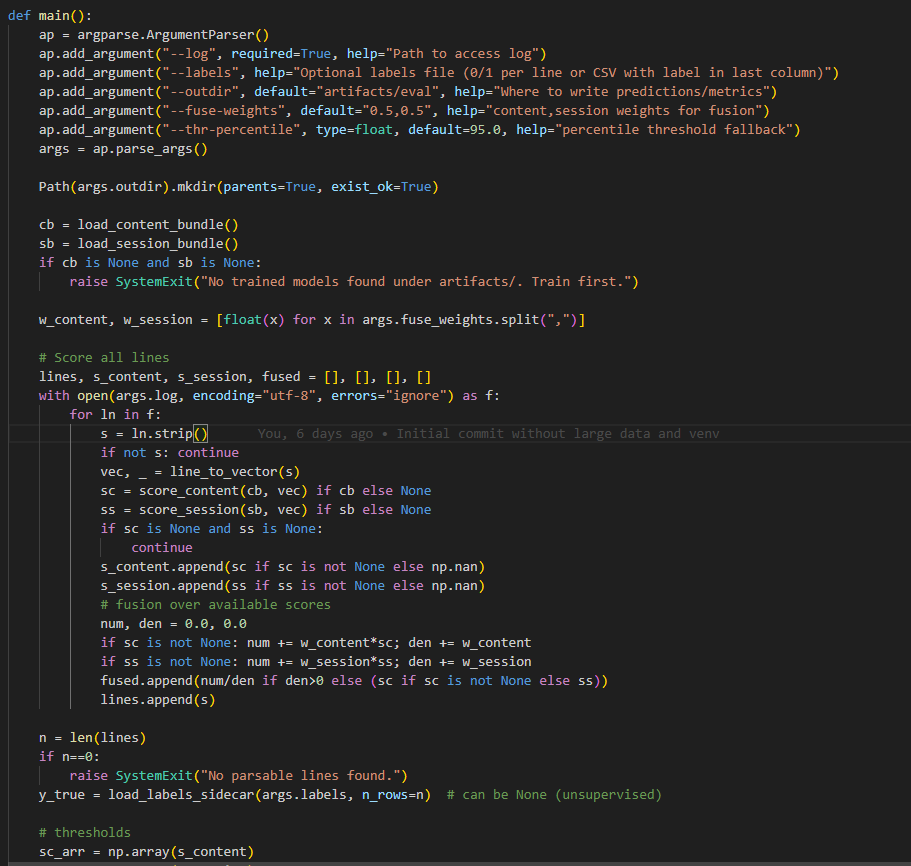 def main():
    ap = argparse.ArgumentParser()
    ap.add_argument("--log", required=True, help="Path to access log")
    ap.add_argument("--labels", help="Optional labels file (0/1 per line or CSV with label in last column)")
    ap.add_argument("--outdir", default="artifacts/eval", help="Where to write predictions/metrics")
    ap.add_argument("--fuse-weights", default="0.5,0.5", help="content,session weights for fusion")
    ap.add_argument("--thr-percentile", type=float, default=95.0, help="percentile threshold fallback")
    args = ap.parse_args()

    Path(args.outdir).mkdir(parents=True, exist_ok=True)

    cb = load_content_bundle()
    sb = load_session_bundle()
    if cb is None and sb is None:
        raise SystemExit("No trained models found under artifacts/. Train first.")

    w_content, w_session = [float(x) for x in args.fuse_weights.split(",")]

    # Score all lines
    lines, s_content, s_session, fused = [], [], [], []
    with open(args.log, encoding="utf-8", errors="ignore") as f:
        for ln in f:
            s = ln.strip()      You, 6 days ago • Initial commit without large data and venv
            if not s: continue
            vec, _ = line_to_vector(s)
            sc = score_content(cb, vec) if cb else None
            ss = score_session(sb, vec) if sb else None
            if sc is None and ss is None:
                continue
            s_content.append(sc if sc is not None else np.nan)
            s_session.append(ss if ss is not None else np.nan)
            # fusion over available scores
            num, den = 0.0, 0.0
            if sc is not None: num += w_content*sc; den += w_content
            if ss is not None: num += w_session*ss; den += w_session
            fused.append(num/den if den>0 else (sc if sc is not None else ss))
            lines.append(s)

    n = len(lines)
    if n==0:
        raise SystemExit("No parsable lines found.")
    y_true = load_labels_sidecar(args.labels, n_rows=n)  # can be None (unsupervised)

    # thresholds
    sc_arr = np.array(s_content)